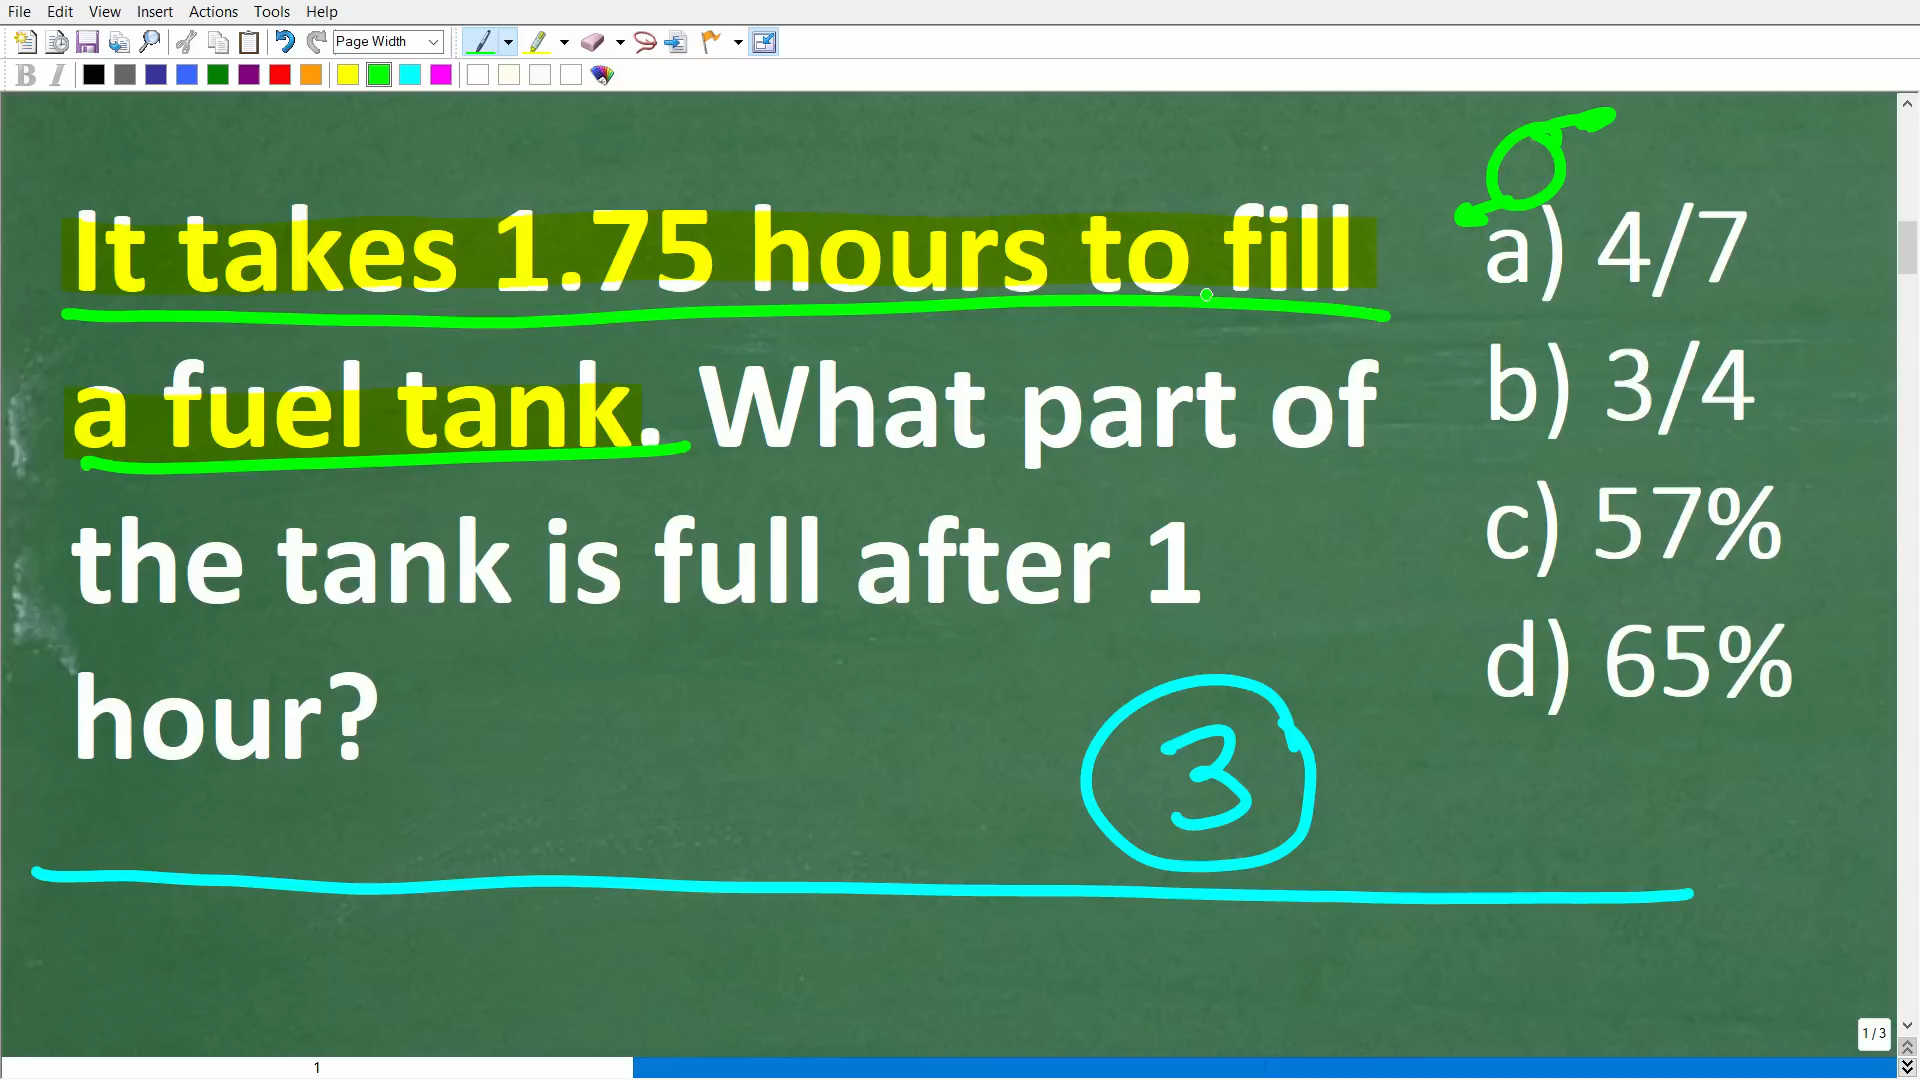 File Edit View Insert Actions Tools Help
Page Width
B I
It takes 1.75 hours to fill
a fuel tank. What part of
the tank is full after 1
hour?
a) 4/7
b) 3/4
c) 57%
d) 65%
3
1 / 3
1